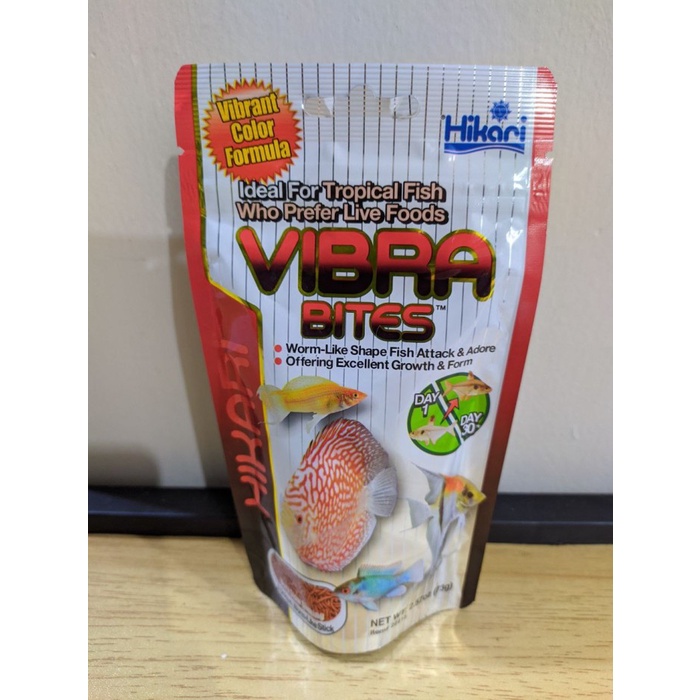 Vibrant
Color
Formula
Hikari
Ideal For Tropical Fish
Who Prefer Live Foods
VIBRA
BITES™
Worm-Like Shape Fish Attack & Adore
Offering Excellent Growth & Form
DAY
1
DAY
30
HIKARI
Stick
NET WT.